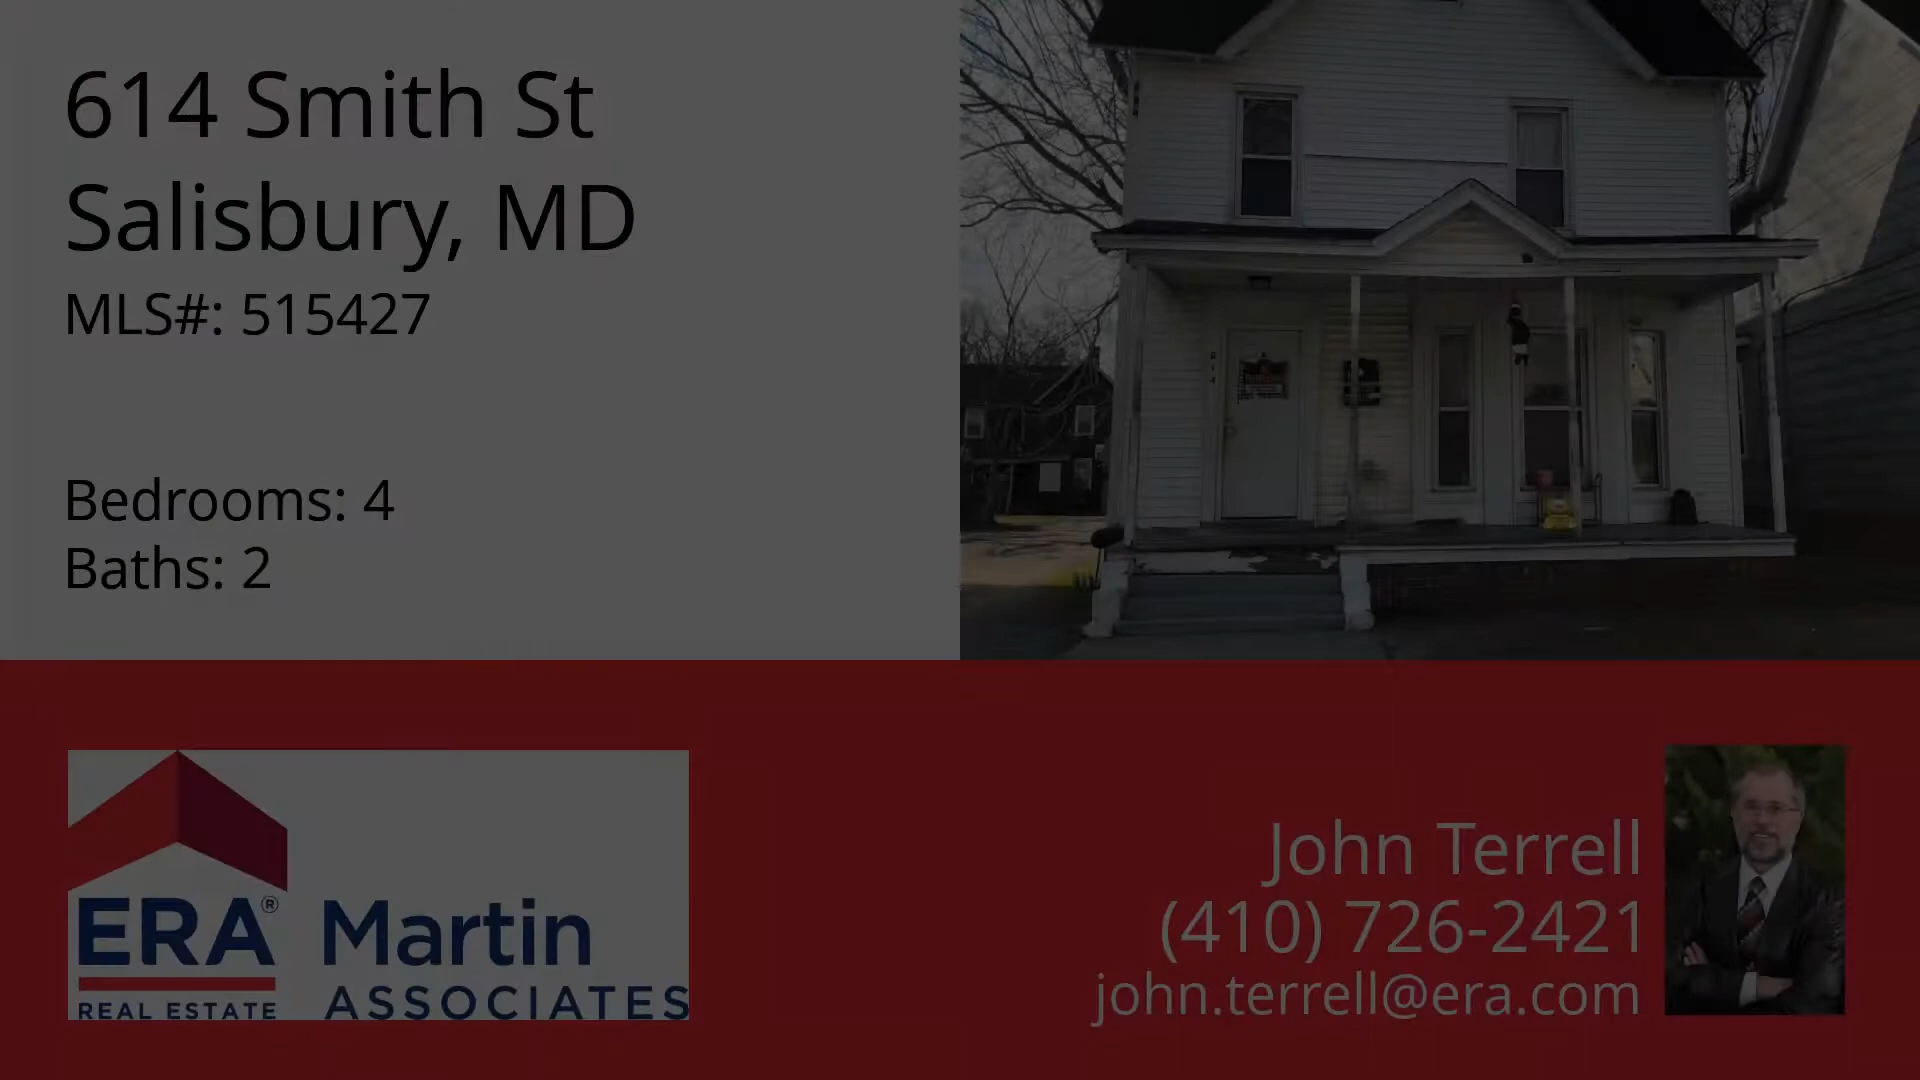 614 Smith St
Salisbury, MD
MLS#: 515427
Bedrooms: 4
Baths: 2
ERA®
REAL ESTATE
Martin
ASSOCIATES
John Terrell
(410) 726-2421
john.terrell@era.com
614